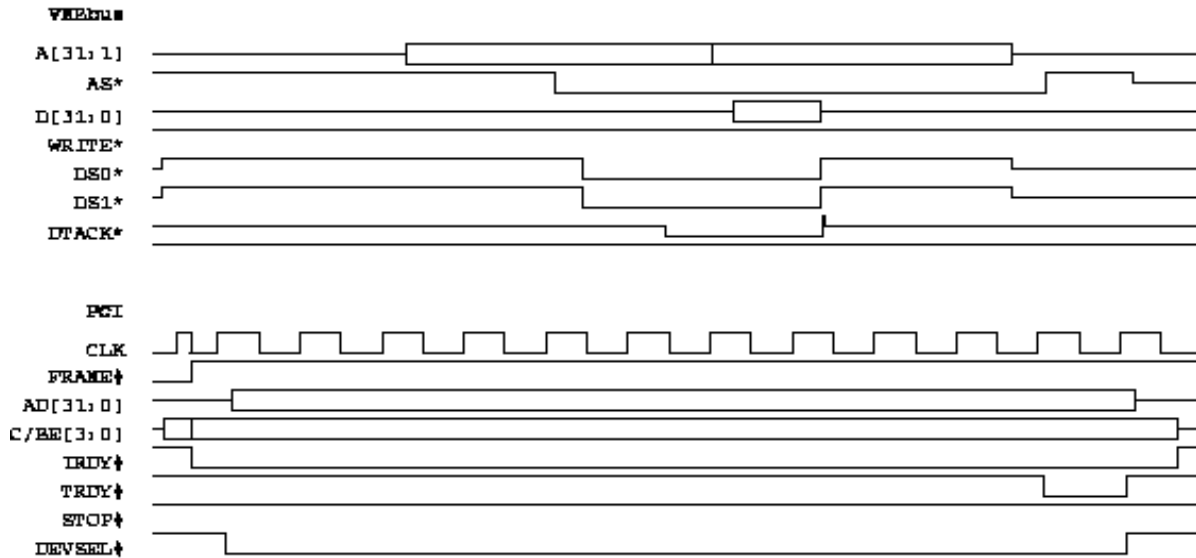 VMEbus
A[31:1]
AS*
D[31:0]
WRITE*
DS0*
DS1*
DTACK*
PCI
CLK
FRAME#
AD[31:0]
C/BE[3:0]
IRDY#
TRDY#
STOP#
DEVSEL#